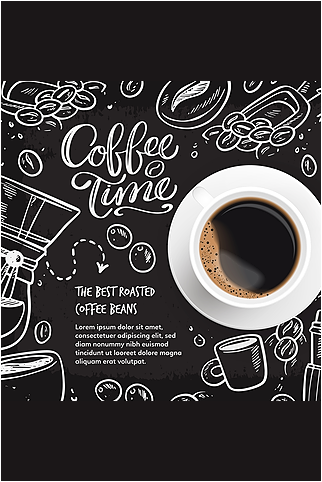 Coffee
Time
THE BEST ROASTED
COFFEE BEANS
Lorem ipsum dolor sit amet,
consectetuer adipiscing elit, sed
diam nonummy nibh euismod
tincidunt ut laoreet dolore magna
aliquam erat volutpat.